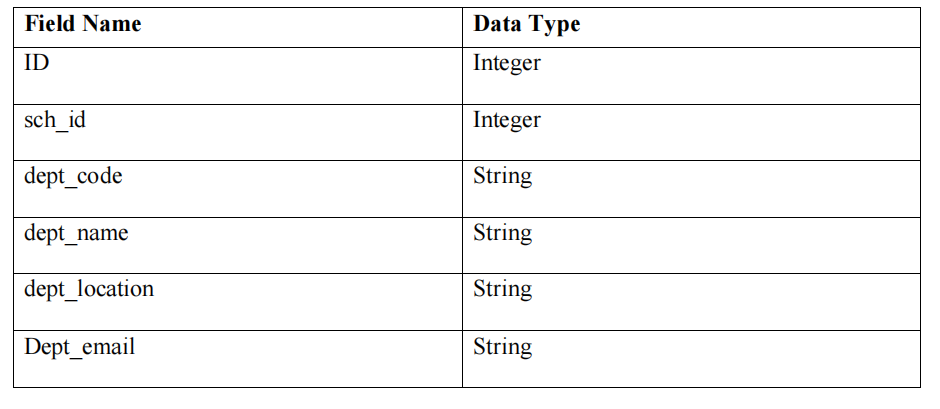 Field Name Data Type
ID Integer
sch_id Integer
dept_code String
dept_name String
dept_location String
Dept_email String